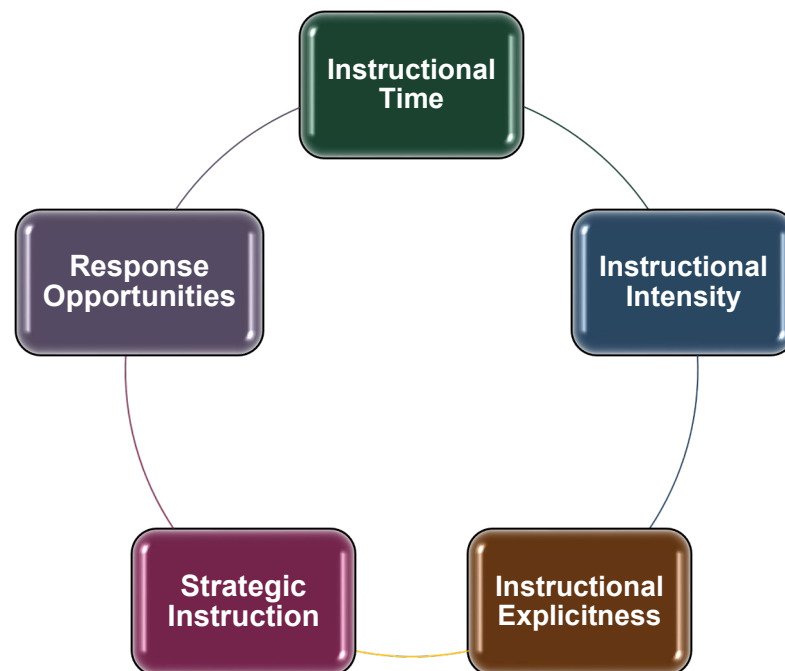 Instructional
Time
Instructional
Intensity
Instructional
Explicitness
Strategic
Instruction
Response
Opportunities